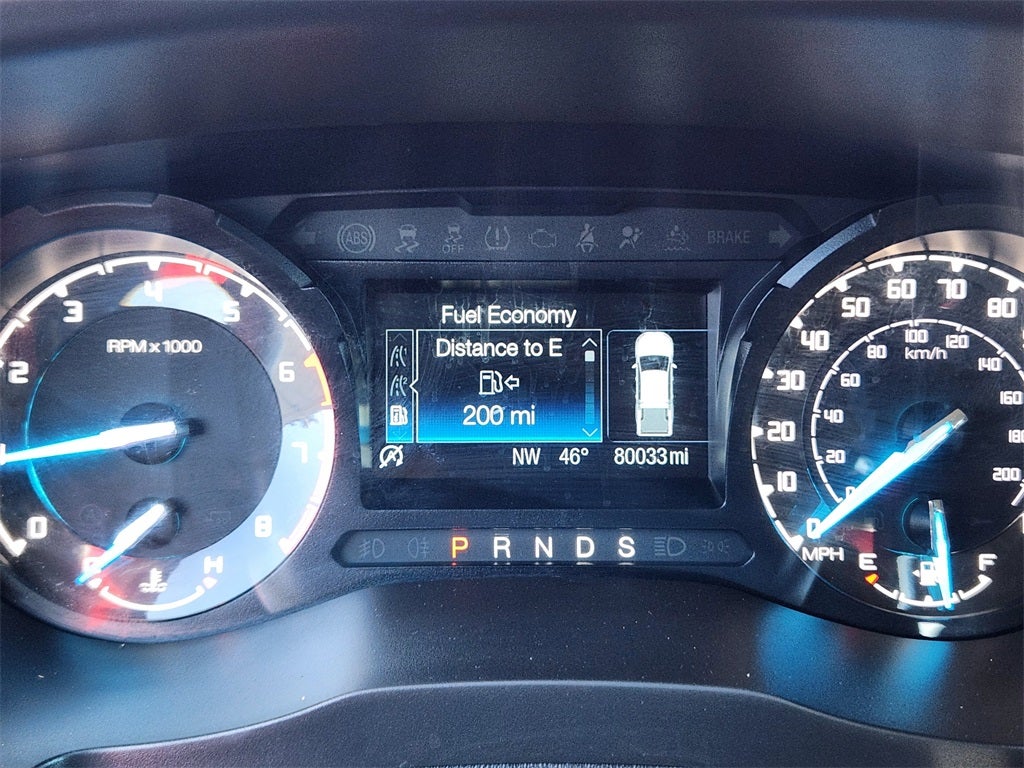 ABS
OFF
BRAKE
0
2
3
4
5
6
7
8
RPM x 1000
C
H
Fuel Economy
Distance to E
200 mi
NW 46° 80033 mi
P R N D S
0
10
20
30
40
50
60
70
80
MPH
0
20
40
60
80
100
120
140
160
180
200
km/h
E
F